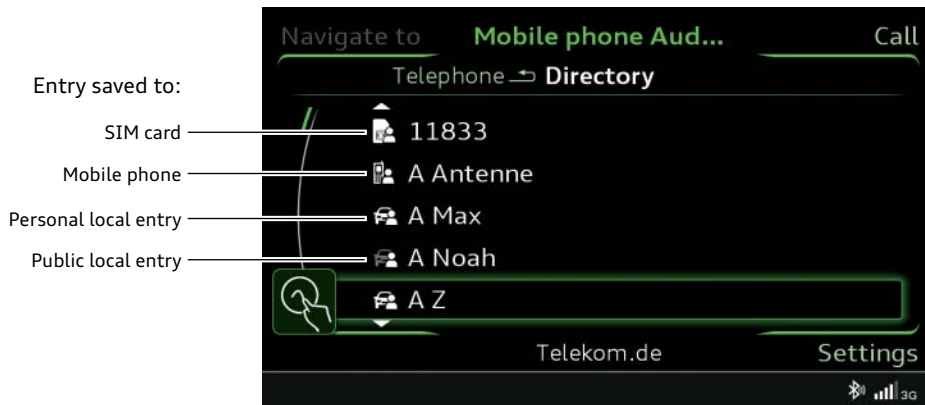 Navigate to Mobile phone Aud... Call
Telephone Directory
Entry saved to:
SIM card 11833
Mobile phone A Antenne
Personal local entry A Max
Public local entry A Noah
A Z
Telekom.de Settings
3G